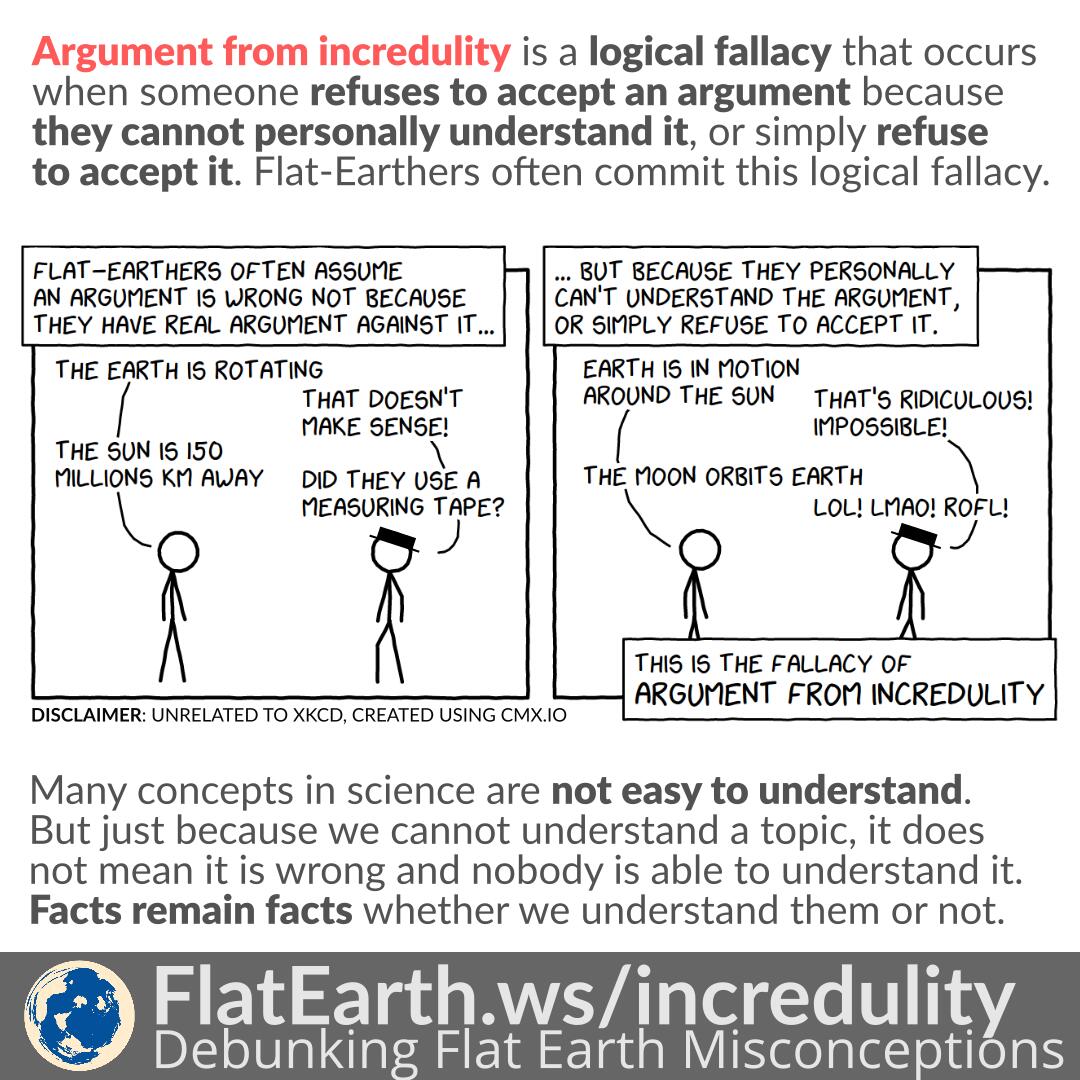 Argument from incredulity is a logical fallacy that occurs
when someone refuses to accept an argument because
they cannot personally understand it, or simply refuse
to accept it. Flat-Earthers often commit this logical fallacy.
FLAT-EARTHERS OFTEN ASSUME
AN ARGUMENT IS WRONG NOT BECAUSE
THEY HAVE REAL ARGUMENT AGAINST IT...
THE EARTH IS ROTATING
THAT DOESN'T
MAKE SENSE!
THE SUN IS 150
MILLIONS KM AWAY
DID THEY USE A
MEASURING TAPE?
... BUT BECAUSE THEY PERSONALLY
CAN'T UNDERSTAND THE ARGUMENT,
OR SIMPLY REFUSE TO ACCEPT IT.
EARTH IS IN MOTION
AROUND THE SUN
THAT'S RIDICULOUS!
IMPOSSIBLE!
THE MOON ORBITS EARTH
LOL! LMAO! ROFL!
THIS IS THE FALLACY OF
ARGUMENT FROM INCREDULITY
DISCLAIMER: UNRELATED TO XKCD, CREATED USING CMX.IO
Many concepts in science are not easy to understand.
But just because we cannot understand a topic, it does
not mean it is wrong and nobody is able to understand it.
Facts remain facts whether we understand them or not.
FlatEarth.ws/incredulity
Debunking Flat Earth Misconceptions